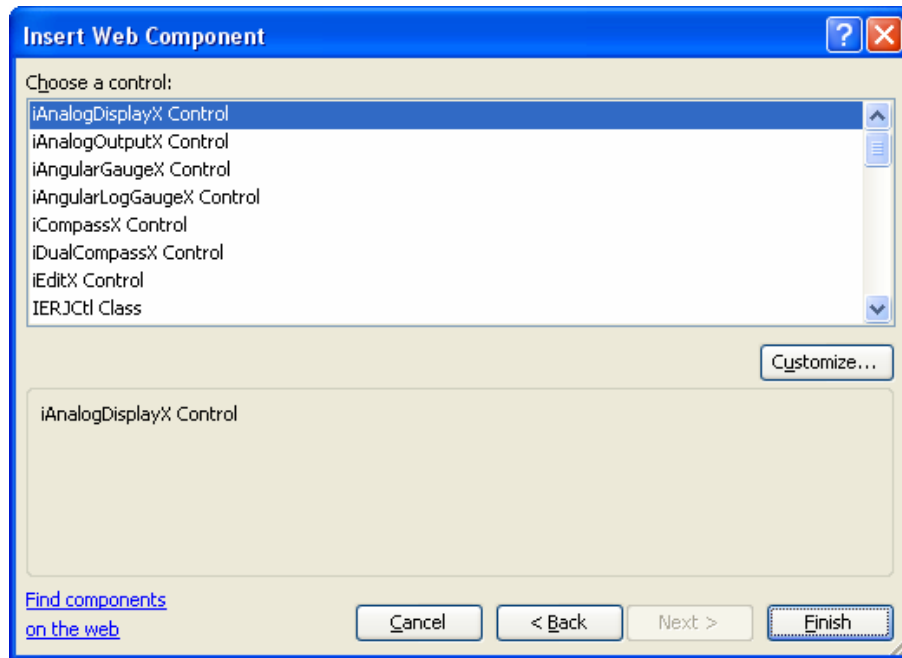 Insert Web Component
Choose a control:
iAnalogDisplayX Control
iAnalogOutputX Control
iAngularGaugeX Control
iAngularLogGaugeX Control
iCompassX Control
iDualCompassX Control
iEditX Control
IERJCtl Class
Customize...
iAnalogDisplayX Control
Find components
on the web
Cancel
< Back
Next >
Finish